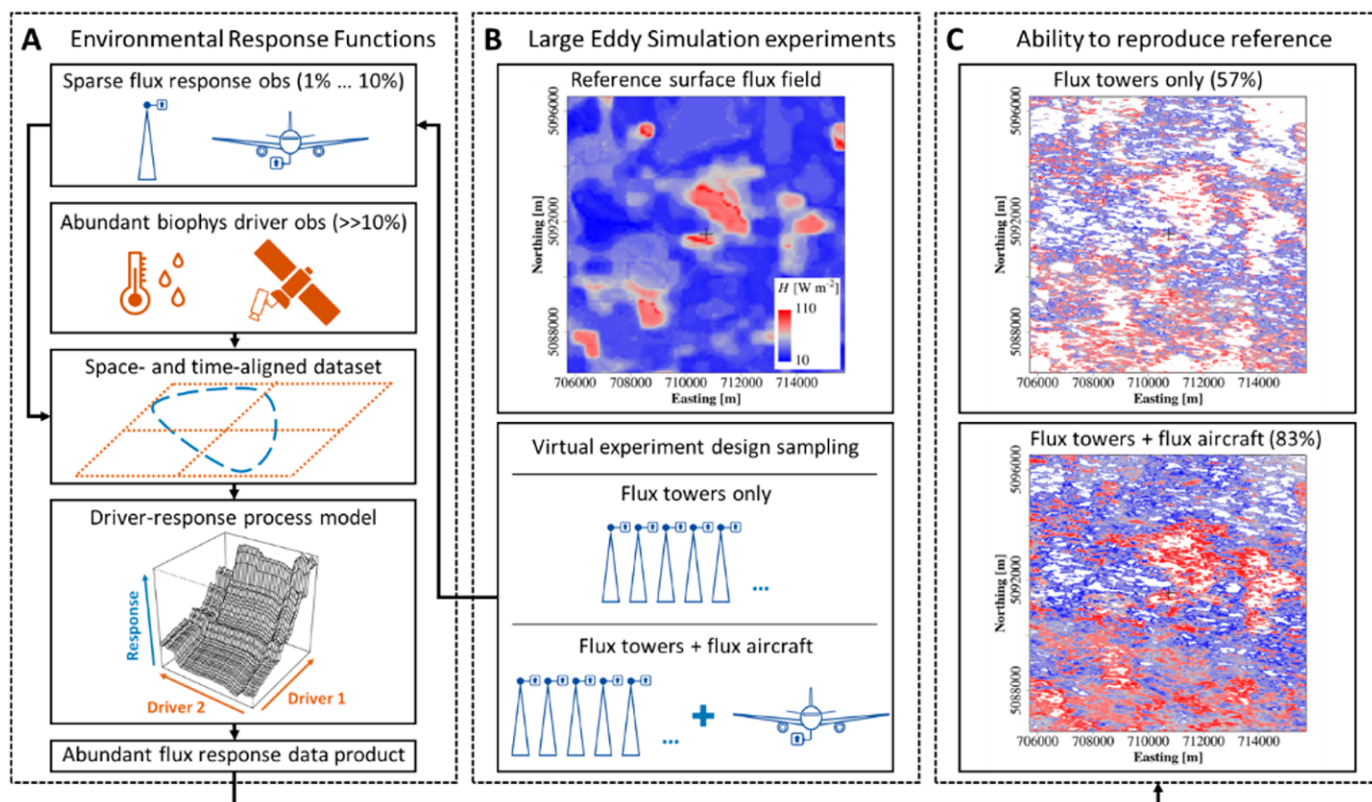 A Environmental Response Functions
Sparse flux response obs (1% ... 10%)
Abundant biophys driver obs (>>10%)
Space- and time-aligned dataset
Driver-response process model
Response
Driver 2
Driver 1
Abundant flux response data product
B Large Eddy Simulation experiments
Reference surface flux field
Northing [m]
5096000
5092000
5088000
H [W m-2]
110
10
706000 708000 710000 712000 714000
Easting [m]
Virtual experiment design sampling
Flux towers only
...
Flux towers + flux aircraft
...
C Ability to reproduce reference
Flux towers only (57%)
Northing [m]
5096000
5092000
5088000
706000 708000 710000 712000 714000
Easting [m]
Flux towers + flux aircraft (83%)
Northing [m]
5096000
5092000
5088000
706000 708000 710000 712000 714000
Easting [m]